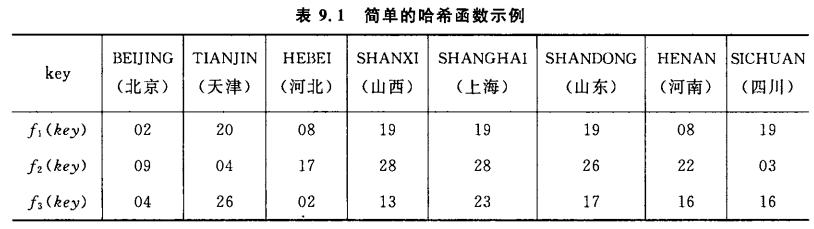 表 9.1 简单的哈希函数示例
key BEIJING TIANJIN HEBEI SHANXI SHANGHAI SHANDONG HENAN SICHUAN
（北京） （天津） （河北） （山西） （上海） （山东） （河南） （四川）
f₁(key) 02 20 08 19 19 19 08 19
f₂(key) 09 04 17 28 28 26 22 03
f₃(key) 04 26 02 13 23 17 16 16